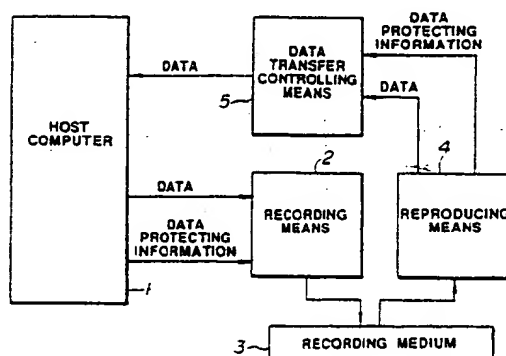 DATA
PROTECTING
INFORMATION
DATA
TRANSFER
CONTROLLING
MEANS
DATA
5
DATA
4
HOST
COMPUTER
2
DATA
RECORDING
MEANS
REPRODUCING
MEANS
DATA
PROTECTING
INFORMATION
1
3
RECORDING MEDIUM